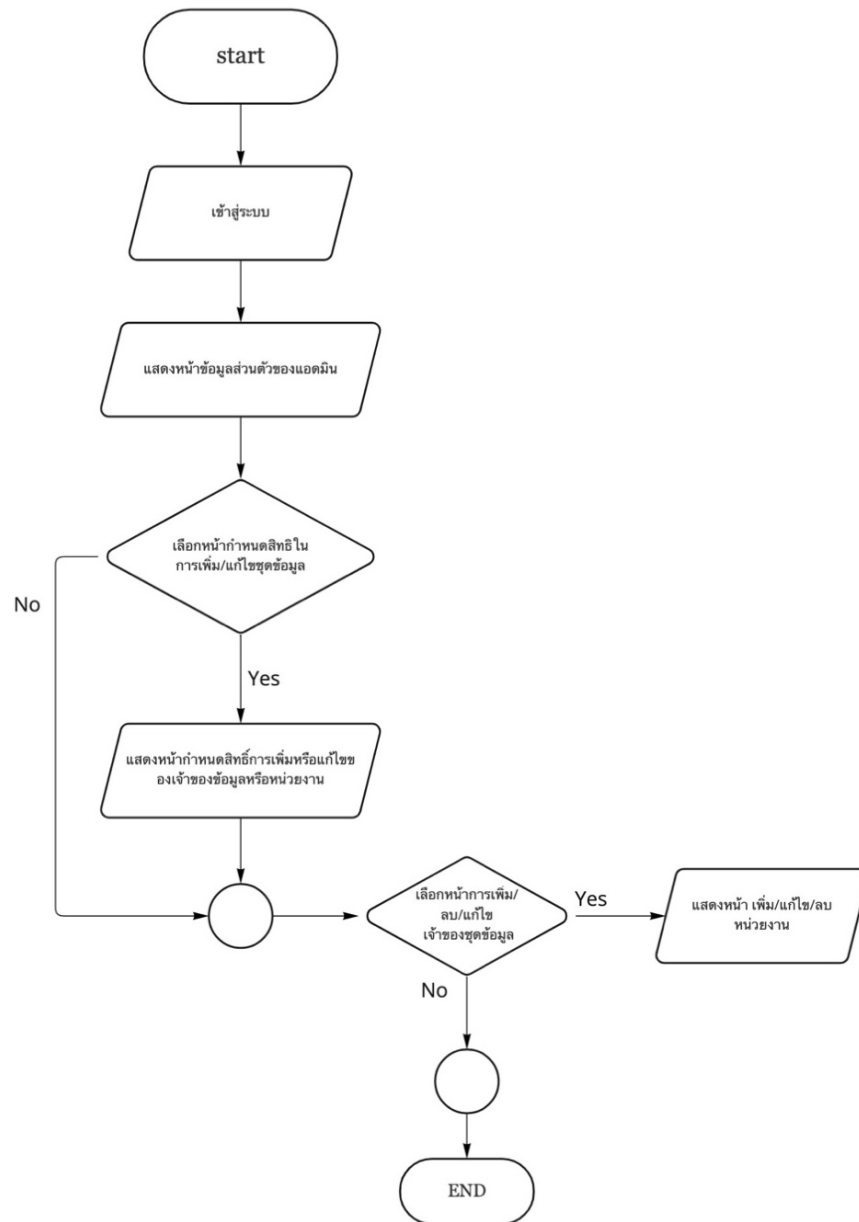 start
เข้าสู่ระบบ
แสดงหน้าข้อมูลส่วนตัวของแอดมิน
เลือกหน้ากำหนดสิทธิใน
การเพิ่ม/แก้ไขชุดข้อมูล
No
Yes
แสดงหน้ากำหนดสิทธิ์การเพิ่มหรือแก้ไขข
องเจ้าของข้อมูลหรือหน่วยงาน
เลือกหน้าการเพิ่ม/
ลบ/แก้ไข
เจ้าของชุดข้อมูล
Yes
แสดงหน้า เพิ่ม/แก้ไข/ลบ
หน่วยงาน
No
END